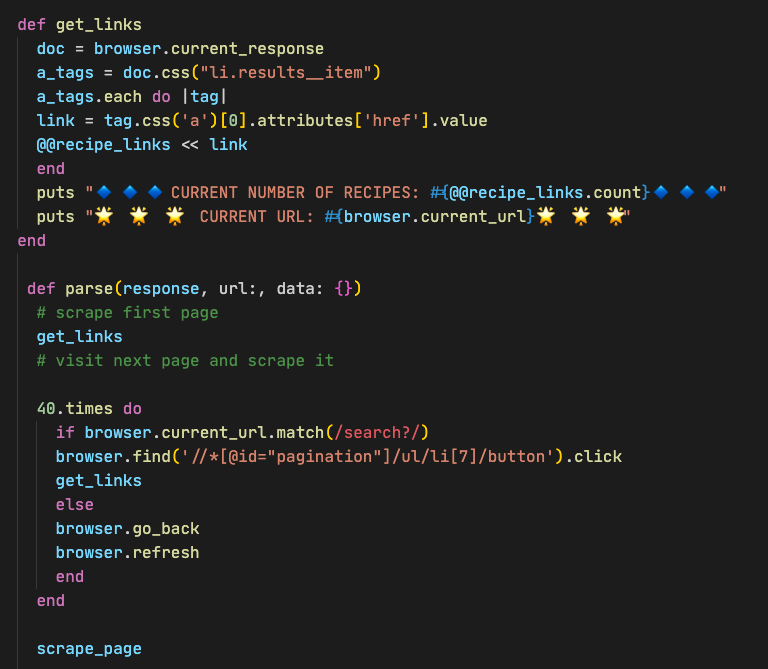 def get_links
doc = browser.current_response
a_tags = doc.css("li.results__item")
a_tags.each do |tag|
link = tag.css('a')[0].attributes['href'].value
@@recipe_links << link
end
puts "🔷 🔷 🔷 CURRENT NUMBER OF RECIPES: #{@@recipe_links.count}🔷 🔷 🔷"
puts "🌟 🌟 🌟 CURRENT URL: #{browser.current_url}🌟 🌟 🌟"
end
def parse(response, url:, data: {})
# scrape first page
get_links
# visit next page and scrape it
40.times do
if browser.current_url.match(/search?/)
browser.find('//*[@id="pagination"]/ul/li[7]/button').click
get_links
else
browser.go_back
browser.refresh
end
end
scrape_page